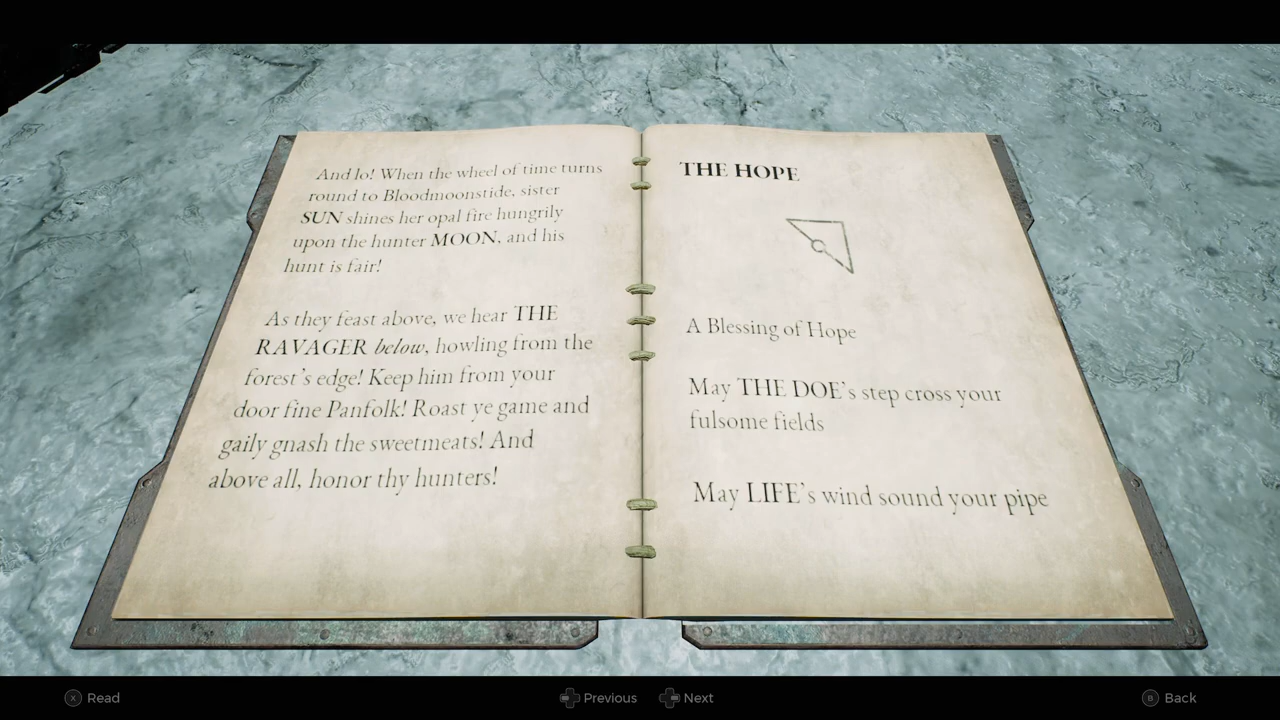 And lo! When the wheel of time turns
round to Bloodmoonstide, sister
SUN shines her opal fire hungrily
upon the hunter MOON, and his
hunt is fair!
As they feast above, we hear THE
RAVAGER below, howling from the
forest's edge! Keep him from your
door fine Panfolk! Roast ye game and
gaily gnash the sweetmeats! And
above all, honor thy hunters!
THE HOPE
A Blessing of Hope
May THE DOE's step cross your
fulsome fields
May LIFE's wind sound your pipe
X Read
Previous
Next
B Back